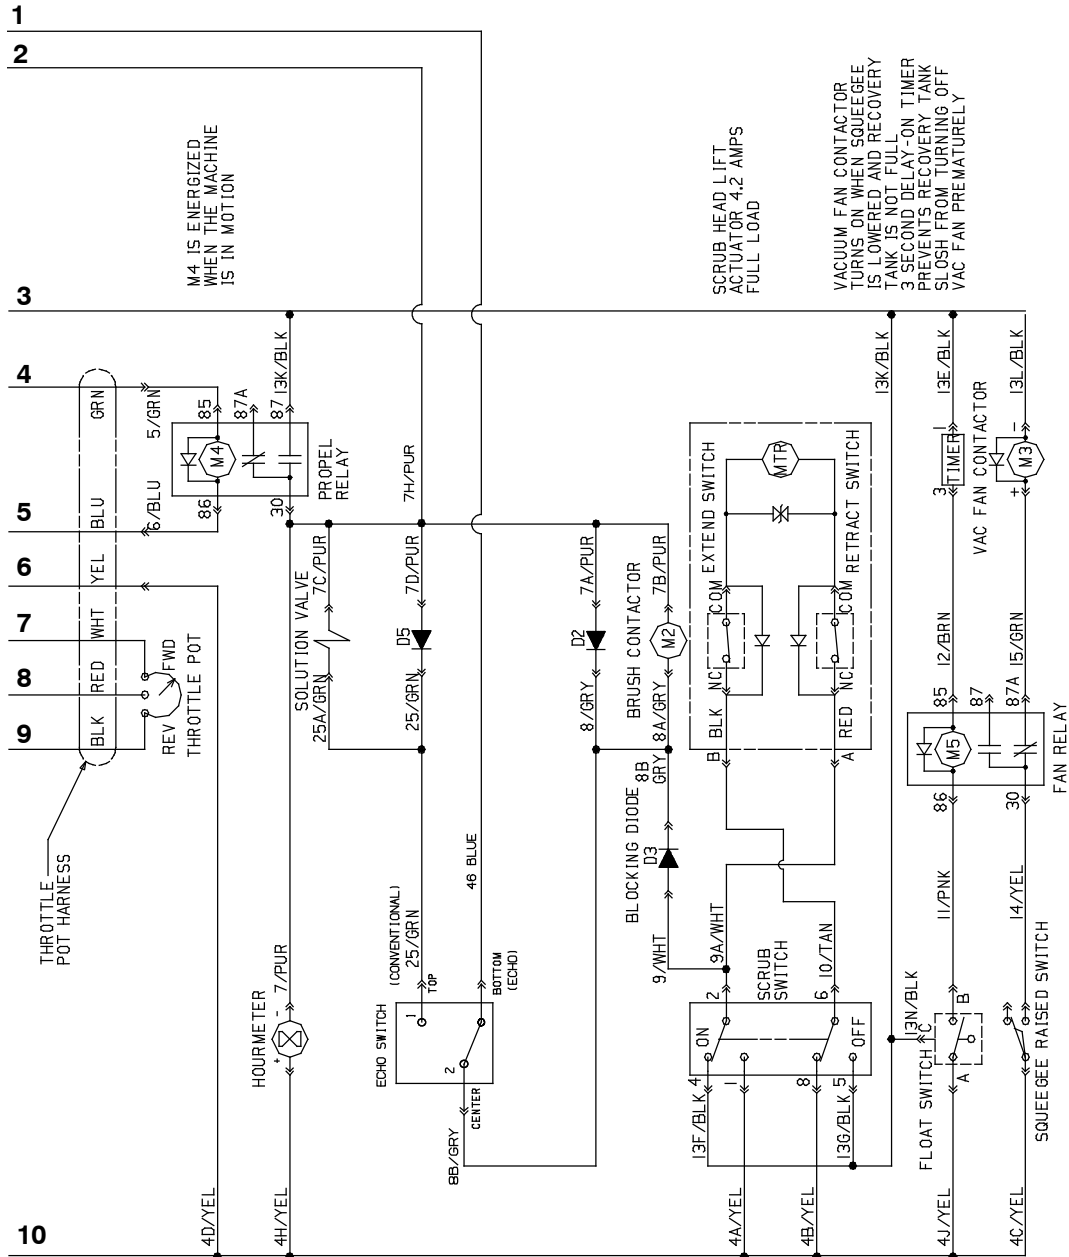 1
2
3
4
5
6
7
8
9
10
M4 IS ENERGIZED
WHEN THE MACHINE
IS IN MOTION
SCRUB HEAD LIFT
ACTUATOR 4.2 AMPS
FULL LOAD
VACUUM FAN CONTACTOR
TURNS ON WHEN SQUEEGEE
IS LOWERED AND RECOVERY
TANK IS NOT FULL
3 SECOND DELAY-ON TIMER
PREVENTS RECOVERY TANK
SLOSH FROM TURNING OFF
VAC FAN PREMATURELY
GRN
BLU
YEL
WHT
RED
BLK
5/GRN
6/BLU
85
87A
87
86
30
M4
13K/BLK
PROPEL
RELAY
FWD
REV
THROTTLE POT
THROTTLE
POT HARNESS
SOLUTION VALVE
7C/PUR
25A/GRN
7H/PUR
7D/PUR
D5
25/GRN
7A/PUR
D2
8/GRY
BRUSH CONTACTOR
7B/PUR
M2
8A/GRY
8B
GRY
BLOCKING DIODE
D3
9/WHT
9A/WHT
EXTEND SWITCH
MTR
RETRACT SWITCH
COM
COM
NC
NC
BLK
RED
B
A
13K/BLK
13E/BLK
13L/BLK
1
TIMER
3
VAC FAN CONTACTOR
-
M3
+
12/BRN
15/GRN
85
87
87A
M5
86
30
FAN RELAY
11/PNK
14/YEL
HOURMETER
7/PUR
-
+
ECHO SWITCH
(CONVENTIONAL)
25/GRN
TOP
1
46 BLUE
BOTTOM
(ECHO)
2
CENTER
8B/GRY
10/TAN
2
SCRUB
SWITCH
6
ON
OFF
4
1
8
5
13F/BLK
13G/BLK
13N/BLK
C
B
A
FLOAT SWITCH
SQUEEGEE RAISED SWITCH
4D/YEL
4H/YEL
4A/YEL
4B/YEL
4J/YEL
4C/YEL